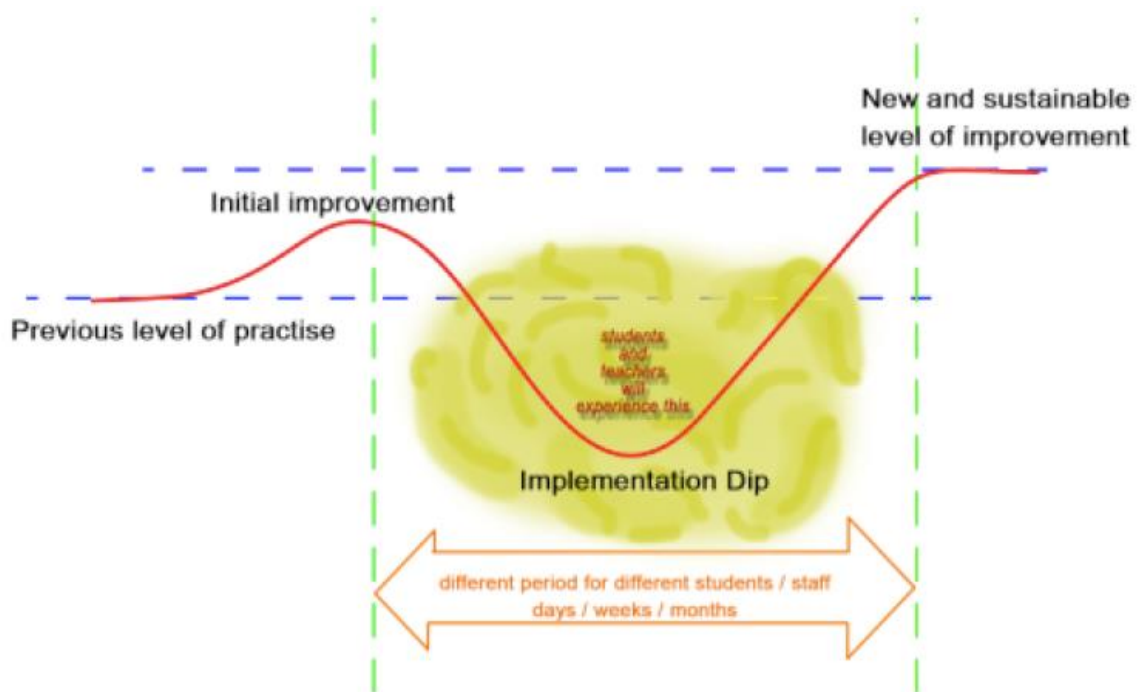 New and sustainable
level of improvement
Initial improvement
Previous level of practise
students
and
teachers
will
experience this
Implementation Dip
different period for different students / staff
days / weeks / months